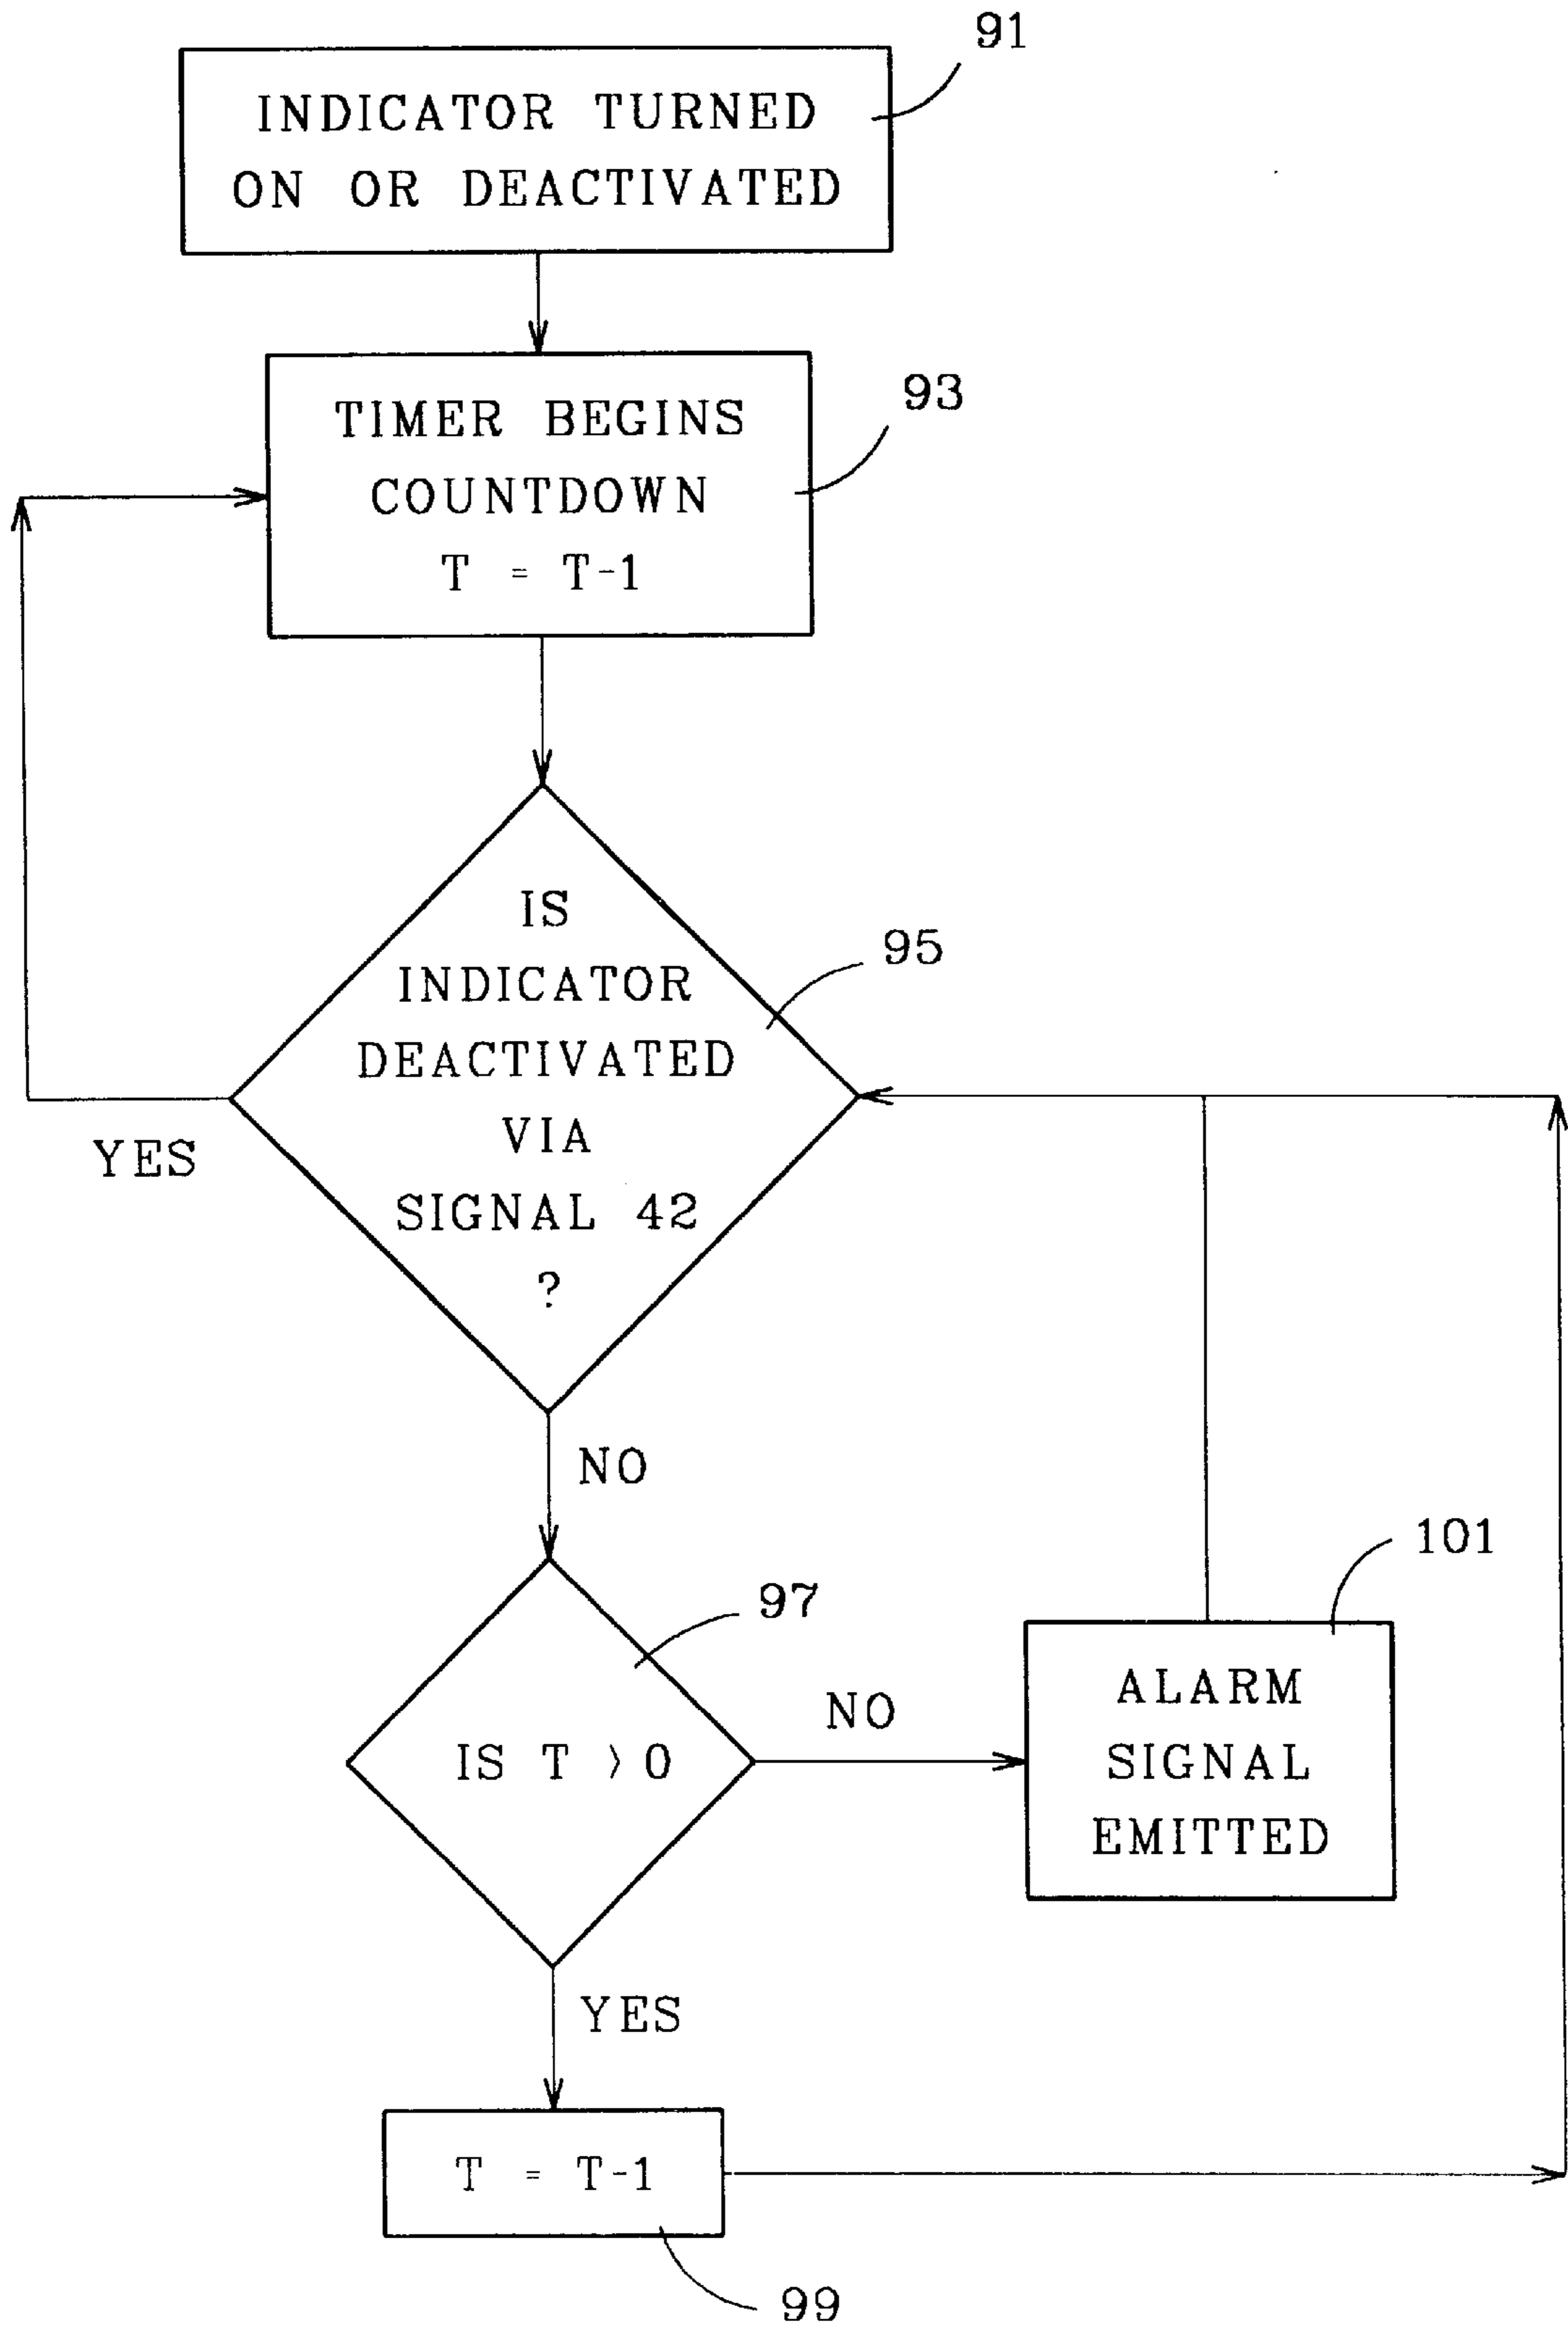 91
INDICATOR TURNED
ON OR DEACTIVATED
93
TIMER BEGINS
COUNTDOWN
T = T-1
95
IS
INDICATOR
DEACTIVATED
VIA
SIGNAL 42
?
YES
NO
97
IS T > 0
NO
101
ALARM
SIGNAL
EMITTED
YES
T = T-1
99